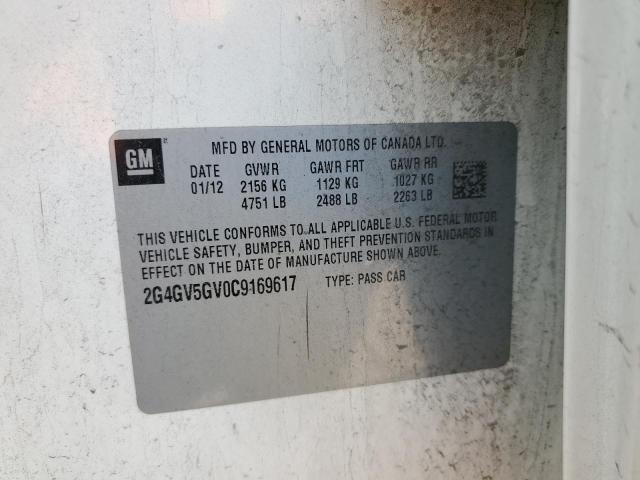 GM
MFD BY GENERAL MOTORS OF CANADA LTD.
DATE GVWR GAWR FRT GAWR RR
01/12 2156 KG 1129 KG 1027 KG
4751 LB 2488 LB 2263 LB
THIS VEHICLE CONFORMS TO ALL APPLICABLE U.S. FEDERAL MOTOR
VEHICLE SAFETY, BUMPER, AND THEFT PREVENTION STANDARDS IN
EFFECT ON THE DATE OF MANUFACTURE SHOWN ABOVE.
2G4GV5GV0C9169617 TYPE: PASS CAR